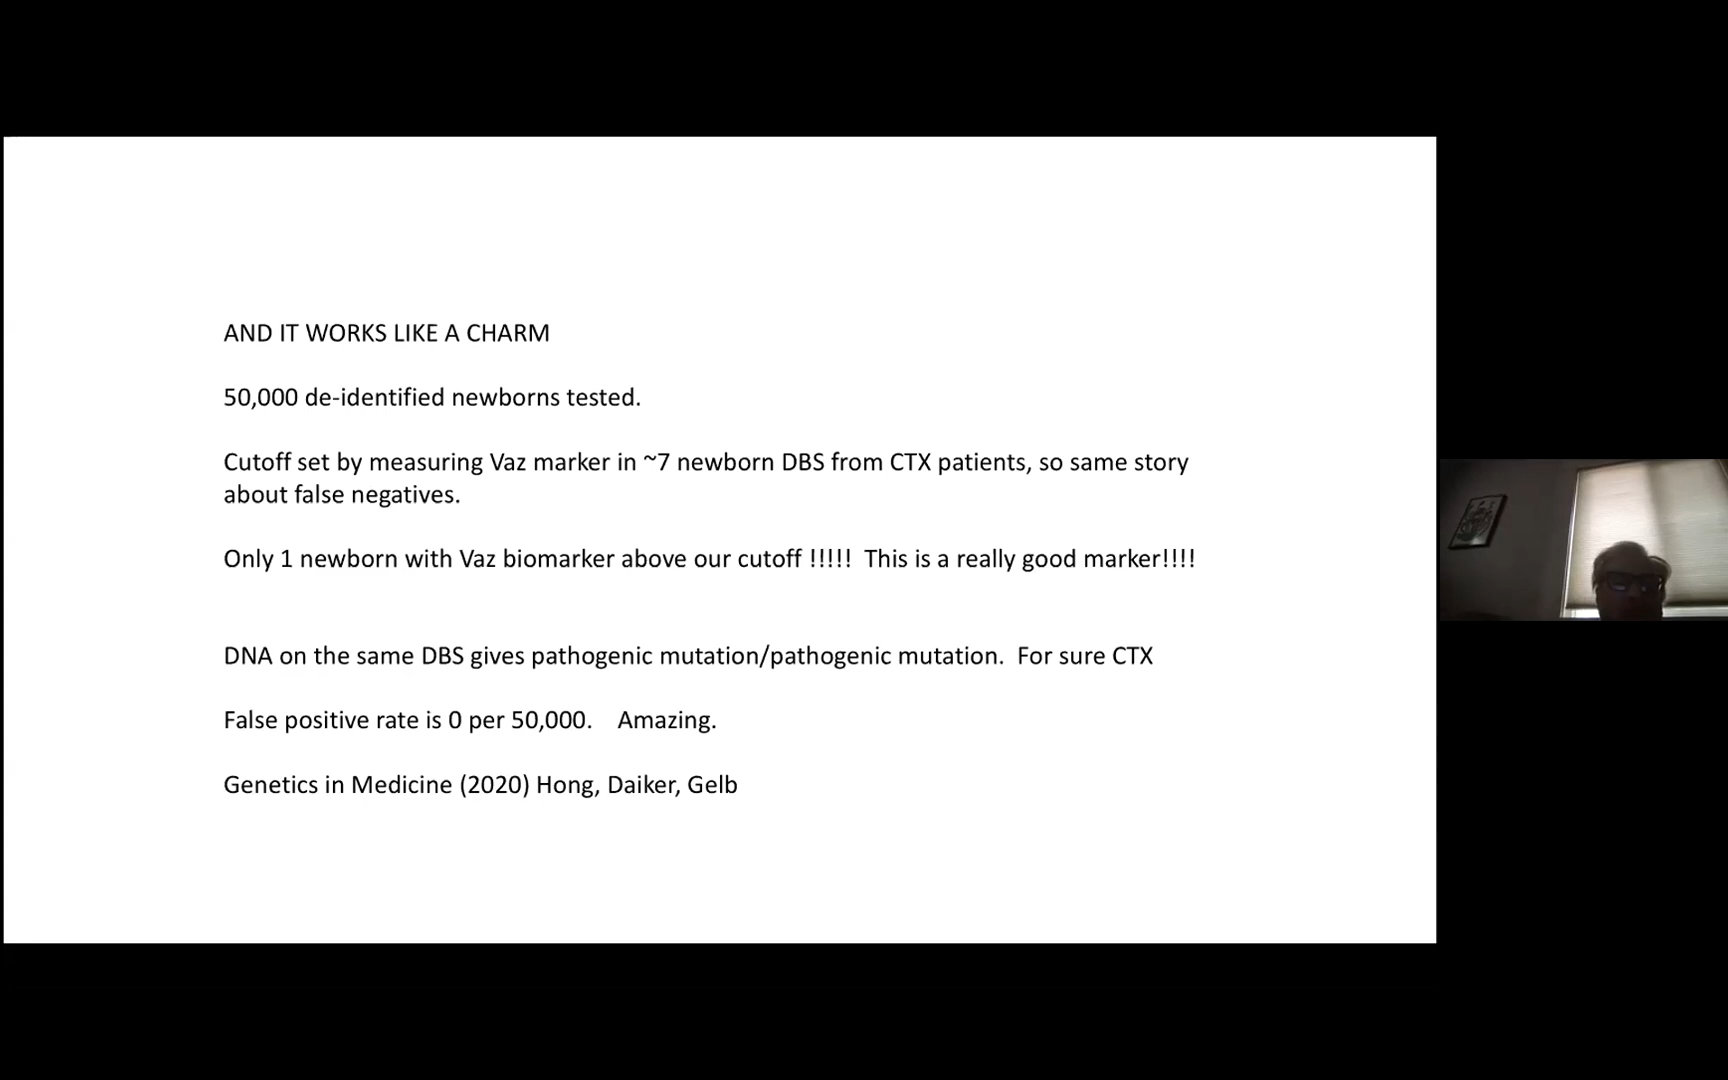 AND IT WORKS LIKE A CHARM
50,000 de-identified newborns tested.
Cutoff set by measuring Vaz marker in ~7 newborn DBS from CTX patients, so same story
about false negatives.
Only 1 newborn with Vaz biomarker above our cutoff !!!!!  This is a really good marker!!!!
DNA on the same DBS gives pathogenic mutation/pathogenic mutation.  For sure CTX
False positive rate is 0 per 50,000.    Amazing.
Genetics in Medicine (2020) Hong, Daiker, Gelb